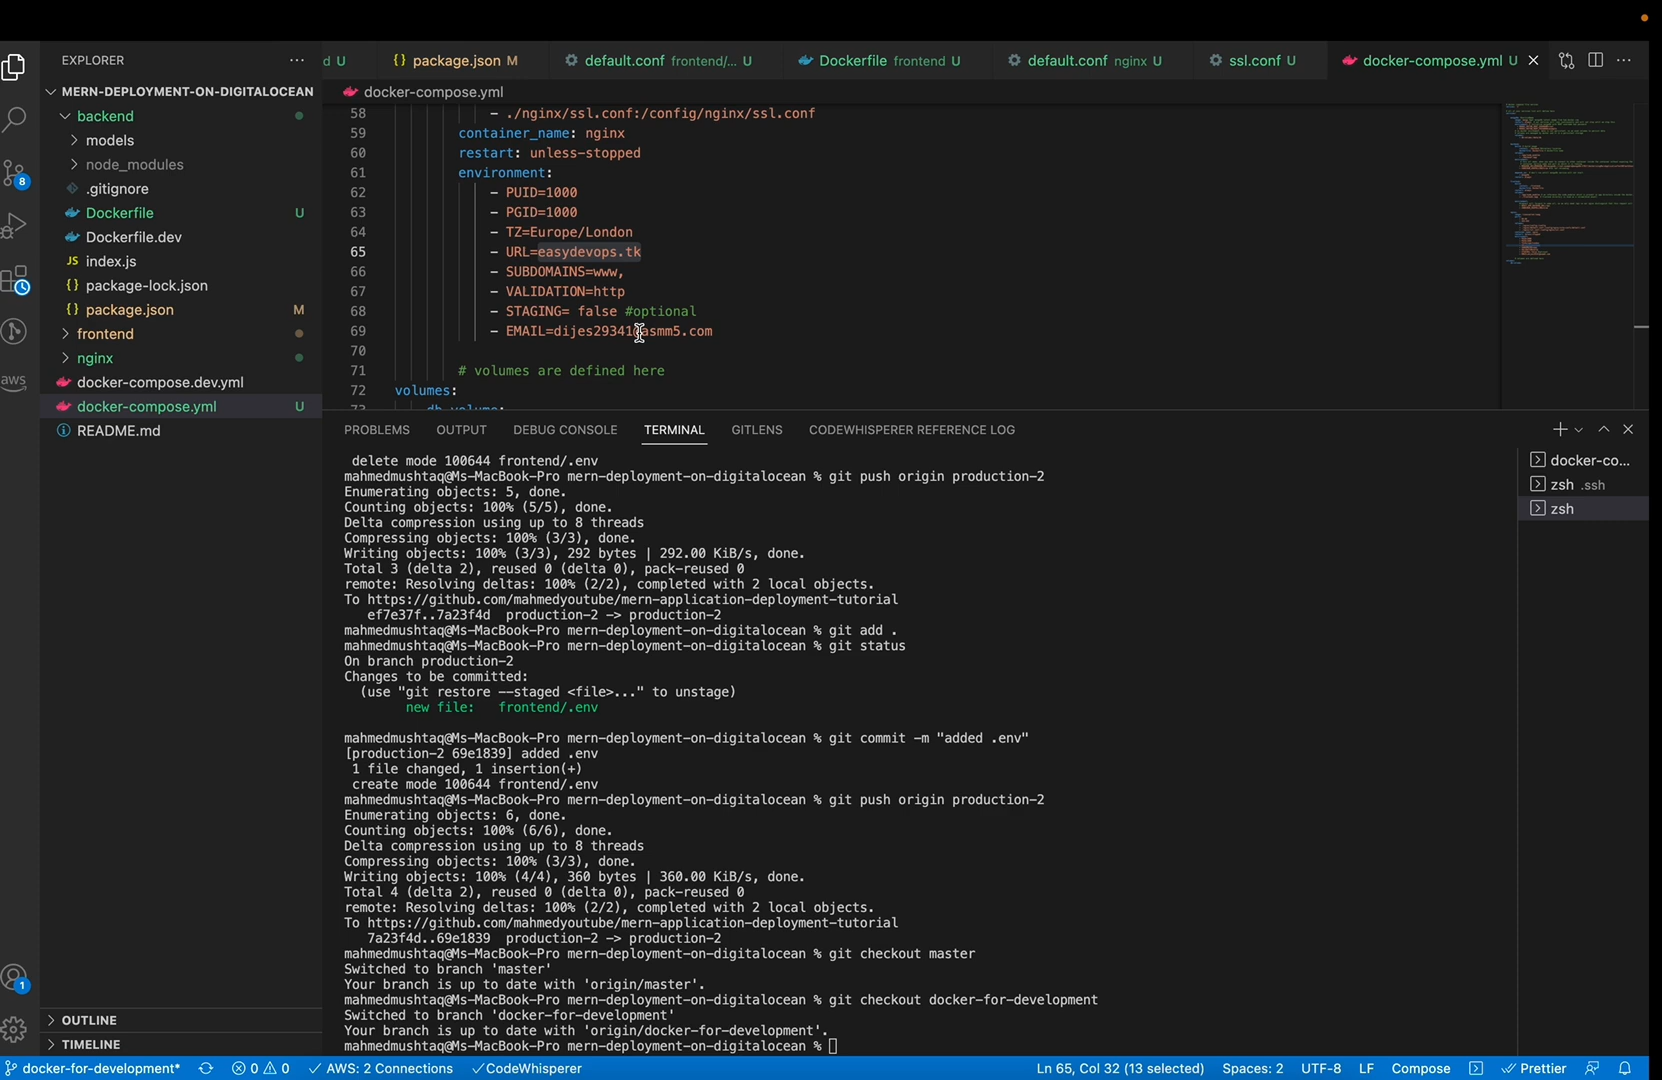 EXPLORER
MERN-DEPLOYMENT-ON-DIGITALOCEAN
backend
models
node_modules
.gitignore
Dockerfile U
Dockerfile.dev
JS index.js
{} package-lock.json
{} package.json M
frontend
nginx
docker-compose.dev.yml
docker-compose.yml U
README.md
OUTLINE
TIMELINE
8
aws
1
d U
{} package.json M
default.conf frontend/... U
Dockerfile frontend U
default.conf nginx U
ssl.conf U
docker-compose.yml U
docker-compose.yml
58 - ./nginx/ssl.conf:/config/nginx/ssl.conf
59 container_name: nginx
60 restart: unless-stopped
61 environment:
62 - PUID=1000
63 - PGID=1000
64 - TZ=Europe/London
65 - URL=easydevops.tk
66 - SUBDOMAINS=www,
67 - VALIDATION=http
68 - STAGING= false #optional
69 - EMAIL=dijes29341@asmm5.com
70
71 # volumes are defined here
72 volumes:
73 db_volume:
PROBLEMS OUTPUT DEBUG CONSOLE TERMINAL GITLENS CODEWHISPERER REFERENCE LOG
docker-co...
zsh .ssh
zsh
delete mode 100644 frontend/.env
mahmedmushtaq@Ms-MacBook-Pro mern-deployment-on-digitalocean % git push origin production-2
Enumerating objects: 5, done.
Counting objects: 100% (5/5), done.
Delta compression using up to 8 threads
Compressing objects: 100% (3/3), done.
Writing objects: 100% (3/3), 292 bytes | 292.00 KiB/s, done.
Total 3 (delta 2), reused 0 (delta 0), pack-reused 0
remote: Resolving deltas: 100% (2/2), completed with 2 local objects.
To https://github.com/mahmedyoutube/mern-application-deployment-tutorial
ef7e37f..7a23f4d production-2 -> production-2
mahmedmushtaq@Ms-MacBook-Pro mern-deployment-on-digitalocean % git add .
mahmedmushtaq@Ms-MacBook-Pro mern-deployment-on-digitalocean % git status
On branch production-2
Changes to be committed:
(use "git restore --staged <file>..." to unstage)
new file: frontend/.env
mahmedmushtaq@Ms-MacBook-Pro mern-deployment-on-digitalocean % git commit -m "added .env"
[production-2 69e1839] added .env
1 file changed, 1 insertion(+)
create mode 100644 frontend/.env
mahmedmushtaq@Ms-MacBook-Pro mern-deployment-on-digitalocean % git push origin production-2
Enumerating objects: 6, done.
Counting objects: 100% (6/6), done.
Delta compression using up to 8 threads
Compressing objects: 100% (3/3), done.
Writing objects: 100% (4/4), 360 bytes | 360.00 KiB/s, done.
Total 4 (delta 2), reused 0 (delta 0), pack-reused 0
remote: Resolving deltas: 100% (2/2), completed with 2 local objects.
To https://github.com/mahmedyoutube/mern-application-deployment-tutorial
7a23f4d..69e1839 production-2 -> production-2
mahmedmushtaq@Ms-MacBook-Pro mern-deployment-on-digitalocean % git checkout master
Switched to branch 'master'
Your branch is up to date with 'origin/master'.
mahmedmushtaq@Ms-MacBook-Pro mern-deployment-on-digitalocean % git checkout docker-for-development
Switched to branch 'docker-for-development'
Your branch is up to date with 'origin/docker-for-development'.
mahmedmushtaq@Ms-MacBook-Pro mern-deployment-on-digitalocean %
docker-for-development* 0 0 AWS: 2 Connections CodeWhisperer Ln 65, Col 32 (13 selected) Spaces: 2 UTF-8 LF Compose Prettier